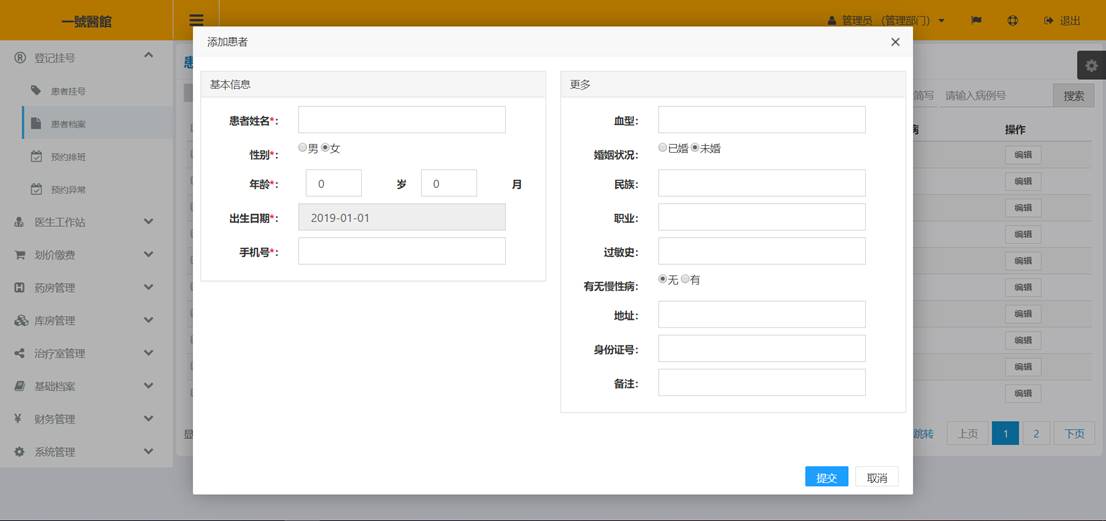 一號醫館
管理员 （管理部门）
退出
登记挂号
患者挂号
患者档案
预约排班
预约异常
医生工作站
划价缴费
药房管理
库房管理
治疗室管理
基础档案
财务管理
系统管理
添加患者
基本信息
患者姓名*:
性别*: 男 女
年龄*: 0 岁 0 月
出生日期*: 2019-01-01
手机号*:
更多
血型:
婚姻状况: 已婚 未婚
民族:
职业:
过敏史:
有无慢性病: 无 有
地址:
身份证号:
备注:
提交 取消
简写 请输入病例号 搜索
操作
编辑
编辑
编辑
编辑
编辑
编辑
编辑
编辑
编辑
编辑
跳转 上页 1 2 下页